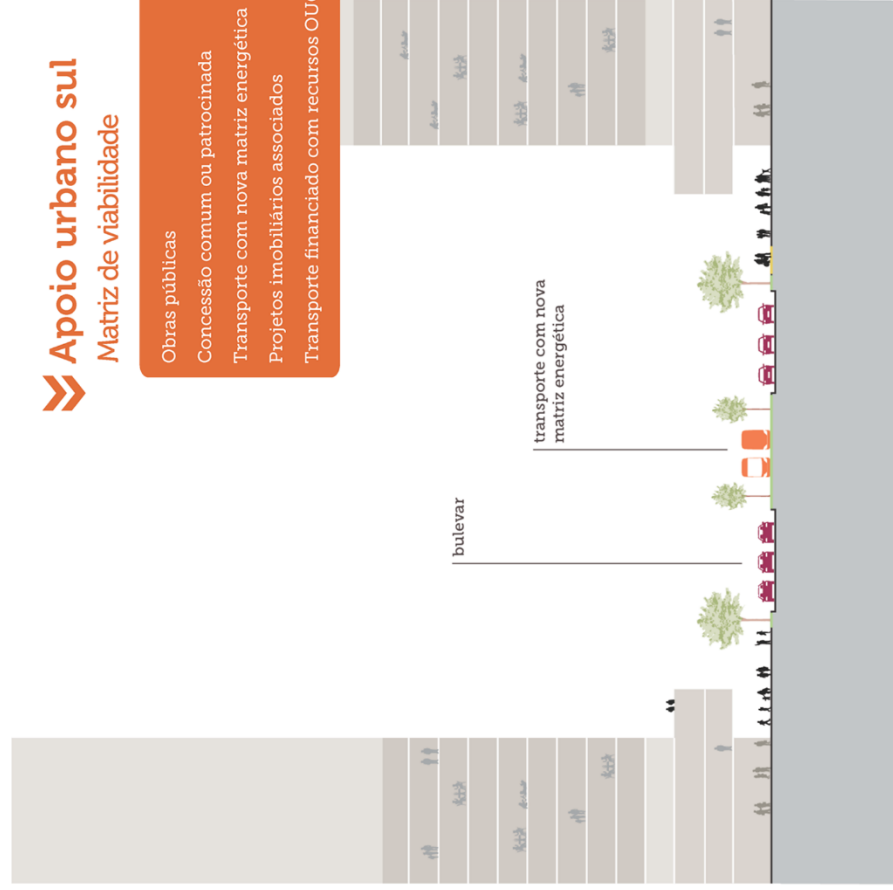 Apoio urbano sul
Matriz de viabilidade
Obras públicas
Concessão comum ou patrocinada
Transporte com nova matriz energética
Projetos imobiliários associados
Transporte financiado com recursos
bulevar
transporte com nova
matriz energética